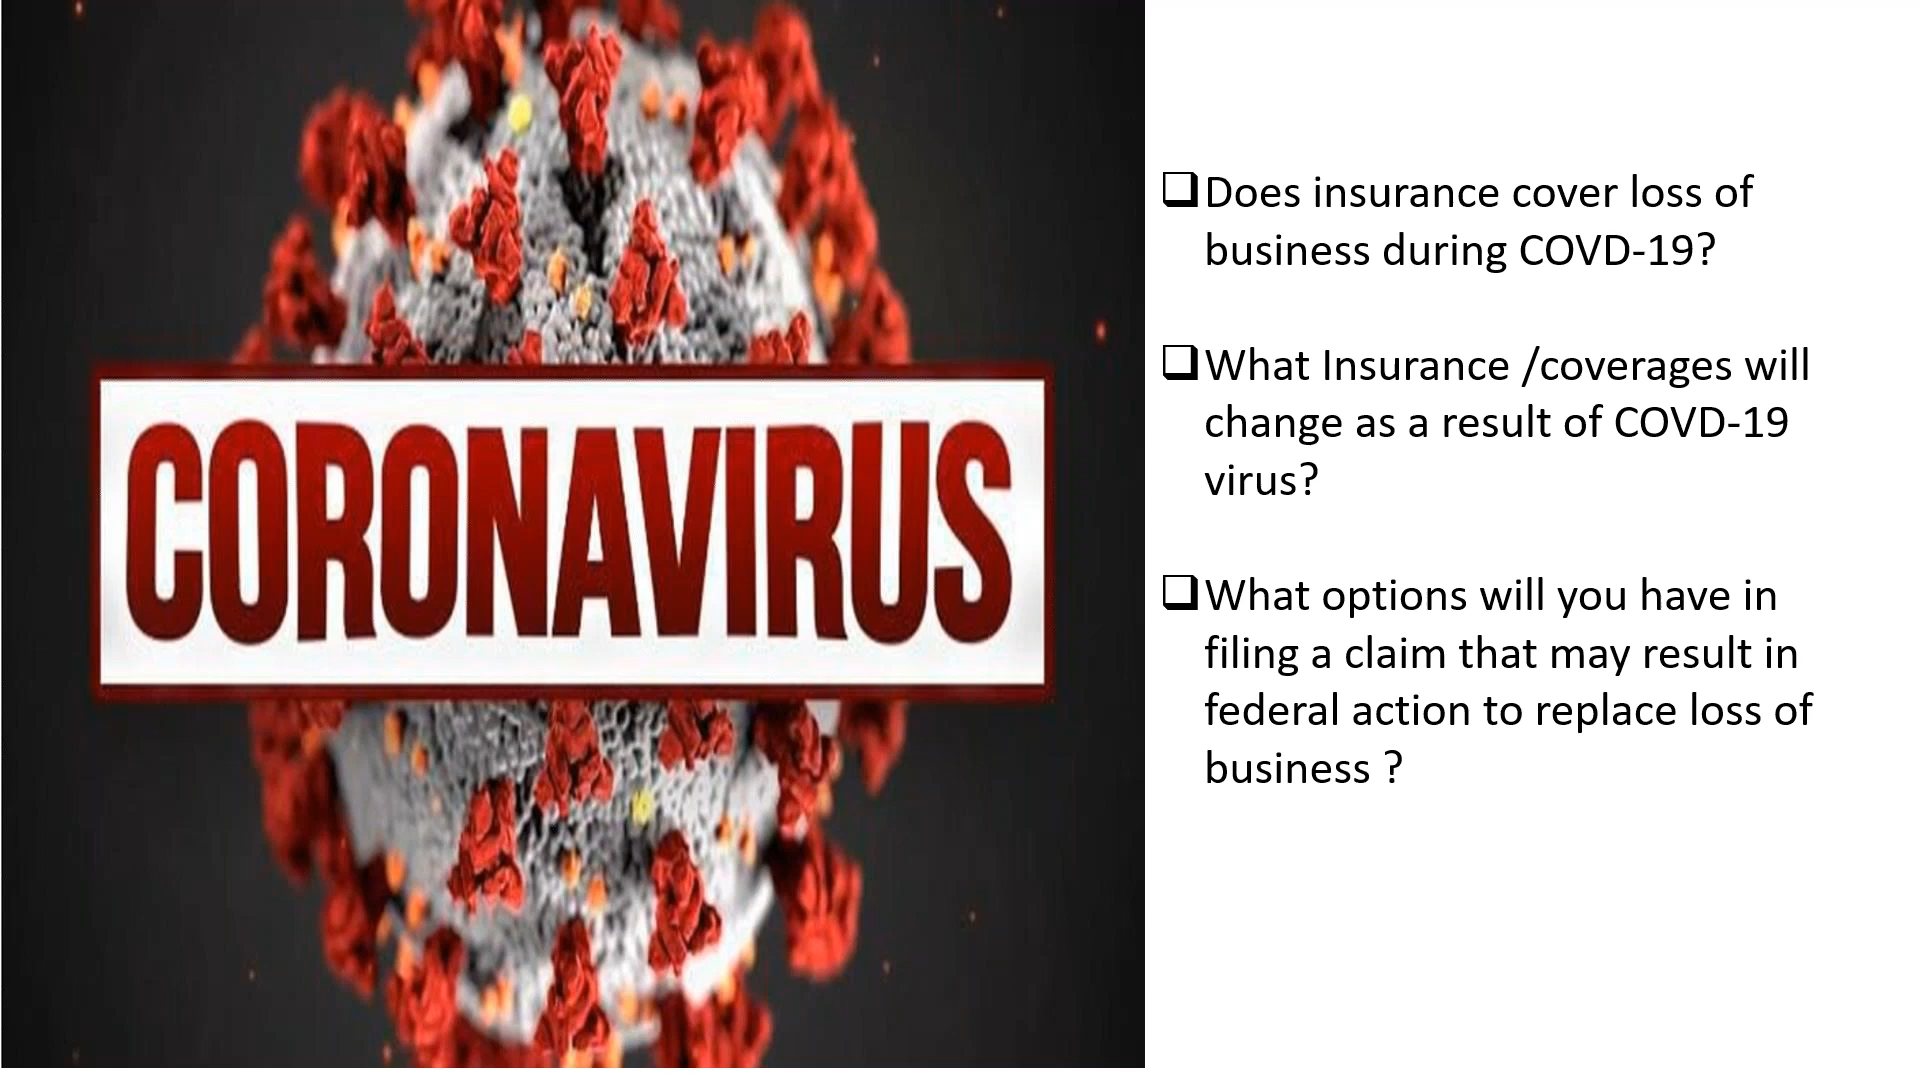 CORONAVIRUS
Does insurance cover loss of
business during COVD-19?
What Insurance /coverages will
change as a result of COVD-19
virus?
What options will you have in
filing a claim that may result in
federal action to replace loss of
business ?